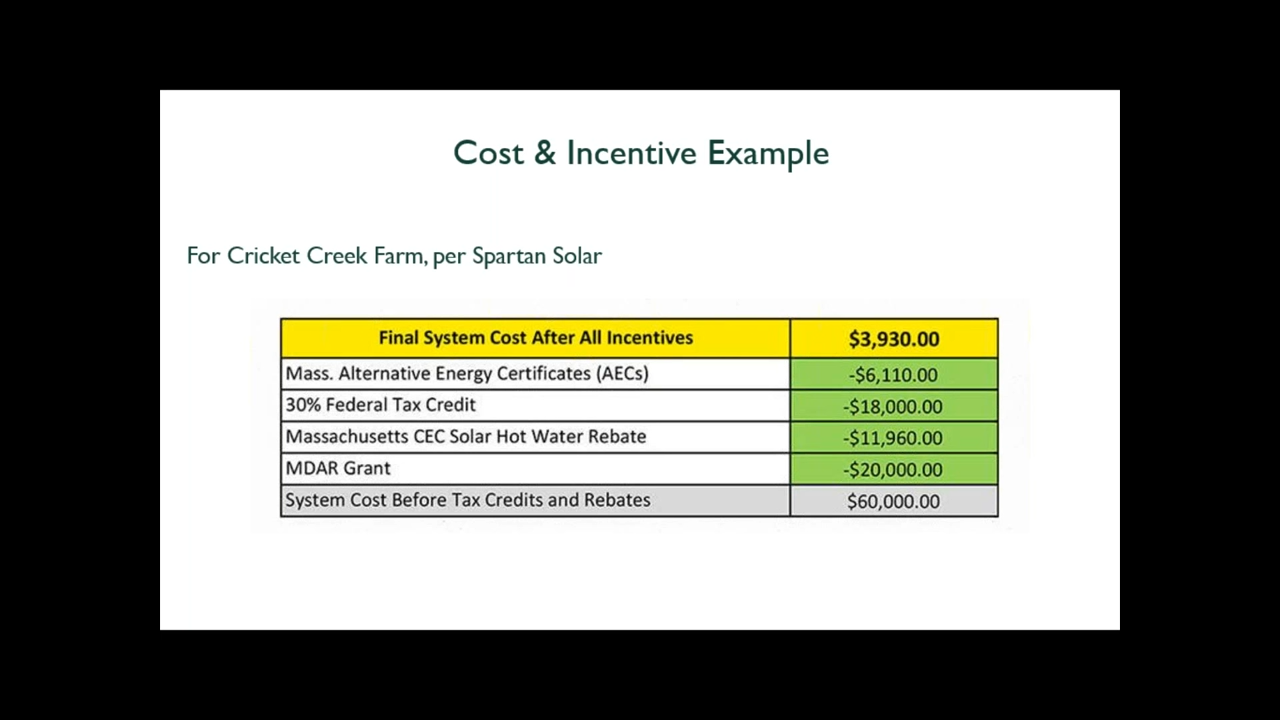 Cost & Incentive Example
For Cricket Creek Farm, per Spartan Solar
Final System Cost After All Incentives $3,930.00
Mass. Alternative Energy Certificates (AECs) -$6,110.00
30% Federal Tax Credit -$18,000.00
Massachusetts CEC Solar Hot Water Rebate -$11,960.00
MDAR Grant -$20,000.00
System Cost Before Tax Credits and Rebates $60,000.00